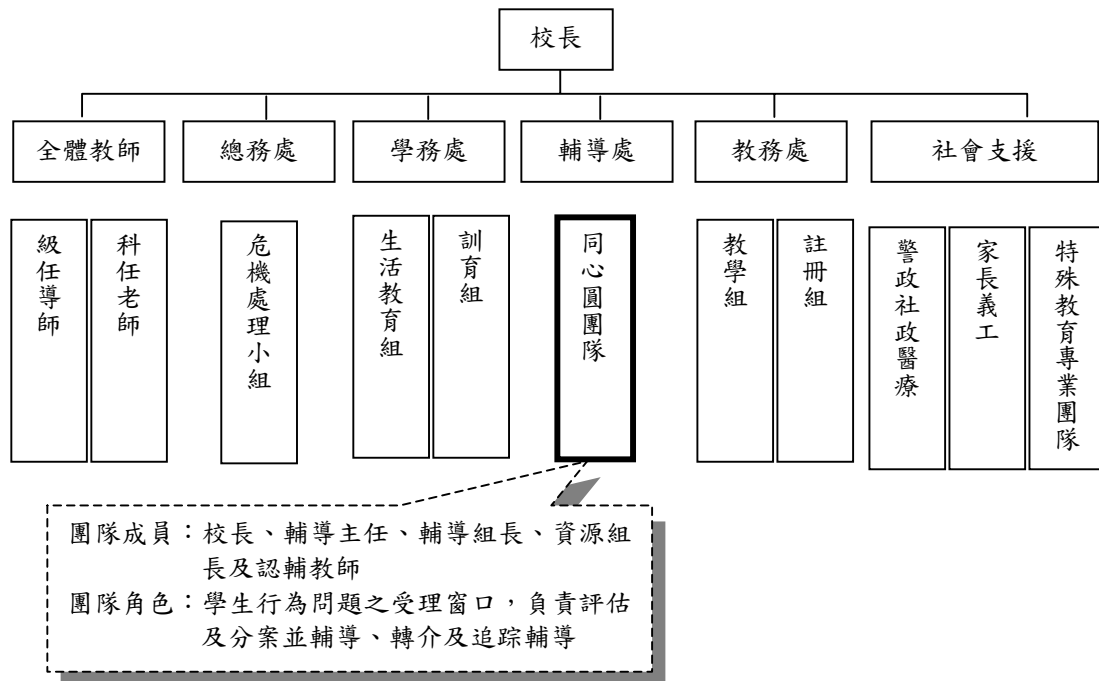 校長
全體教師
總務處
學務處
輔導處
教務處
社會支援
級任導師
科任老師
危機處理小組
生活教育組
訓育組
同心圓團隊
教學組
註冊組
警政社政醫療
家長義工
特殊教育專業團隊
團隊成員：校長、輔導主任、輔導組長、資源組
長及認輔教師
團隊角色：學生行為問題之受理窗口，負責評估
及分案並輔導、轉介及追踪輔導